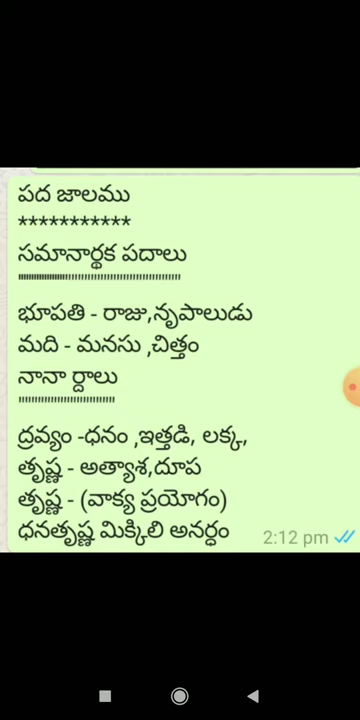 పద జాలము
***********
సమానార్థక పదాలు
""""""""""""""""""""""""""""""""""""""""
భూపతి - రాజు,నృపాలుడు
మది - మనసు ,చిత్తం
నానా ర్దాలు
""""""""""""""""""""""""
ద్రవ్యం -ధనం ,ఇత్తడి, లక్క,
తృష్ణ - అత్యాశ,దూప
తృష్ణ - (వాక్య ప్రయోగం)
ధనతృష్ణ మిక్కిలి అనర్ధం
2:12 pm